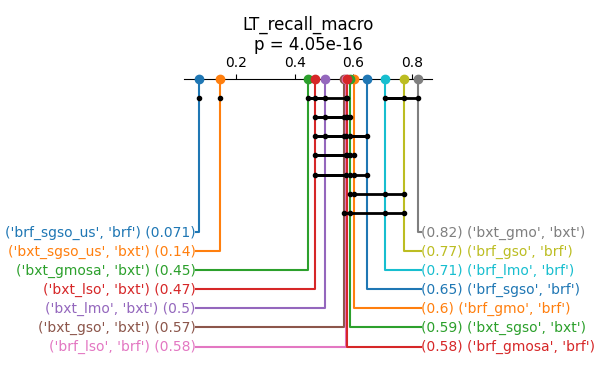 LT_recall_macro
p = 4.05e-16
0.2 0.4 0.6 0.8
('brf_sgso_us', 'brf') (0.071) (0.82) ('bxt_gmo', 'bxt')
('bxt_sgso_us', 'bxt') (0.14) (0.77) ('brf_gso', 'brf')
('bxt_gmosa', 'bxt') (0.45) (0.71) ('brf_lmo', 'brf')
('bxt_lso', 'bxt') (0.47) (0.65) ('brf_sgso', 'brf')
('bxt_lmo', 'bxt') (0.5) (0.6) ('brf_gmo', 'brf')
('bxt_gso', 'bxt') (0.57) (0.59) ('bxt_sgso', 'bxt')
('brf_lso', 'brf') (0.58) (0.58) ('brf_gmosa', 'brf')